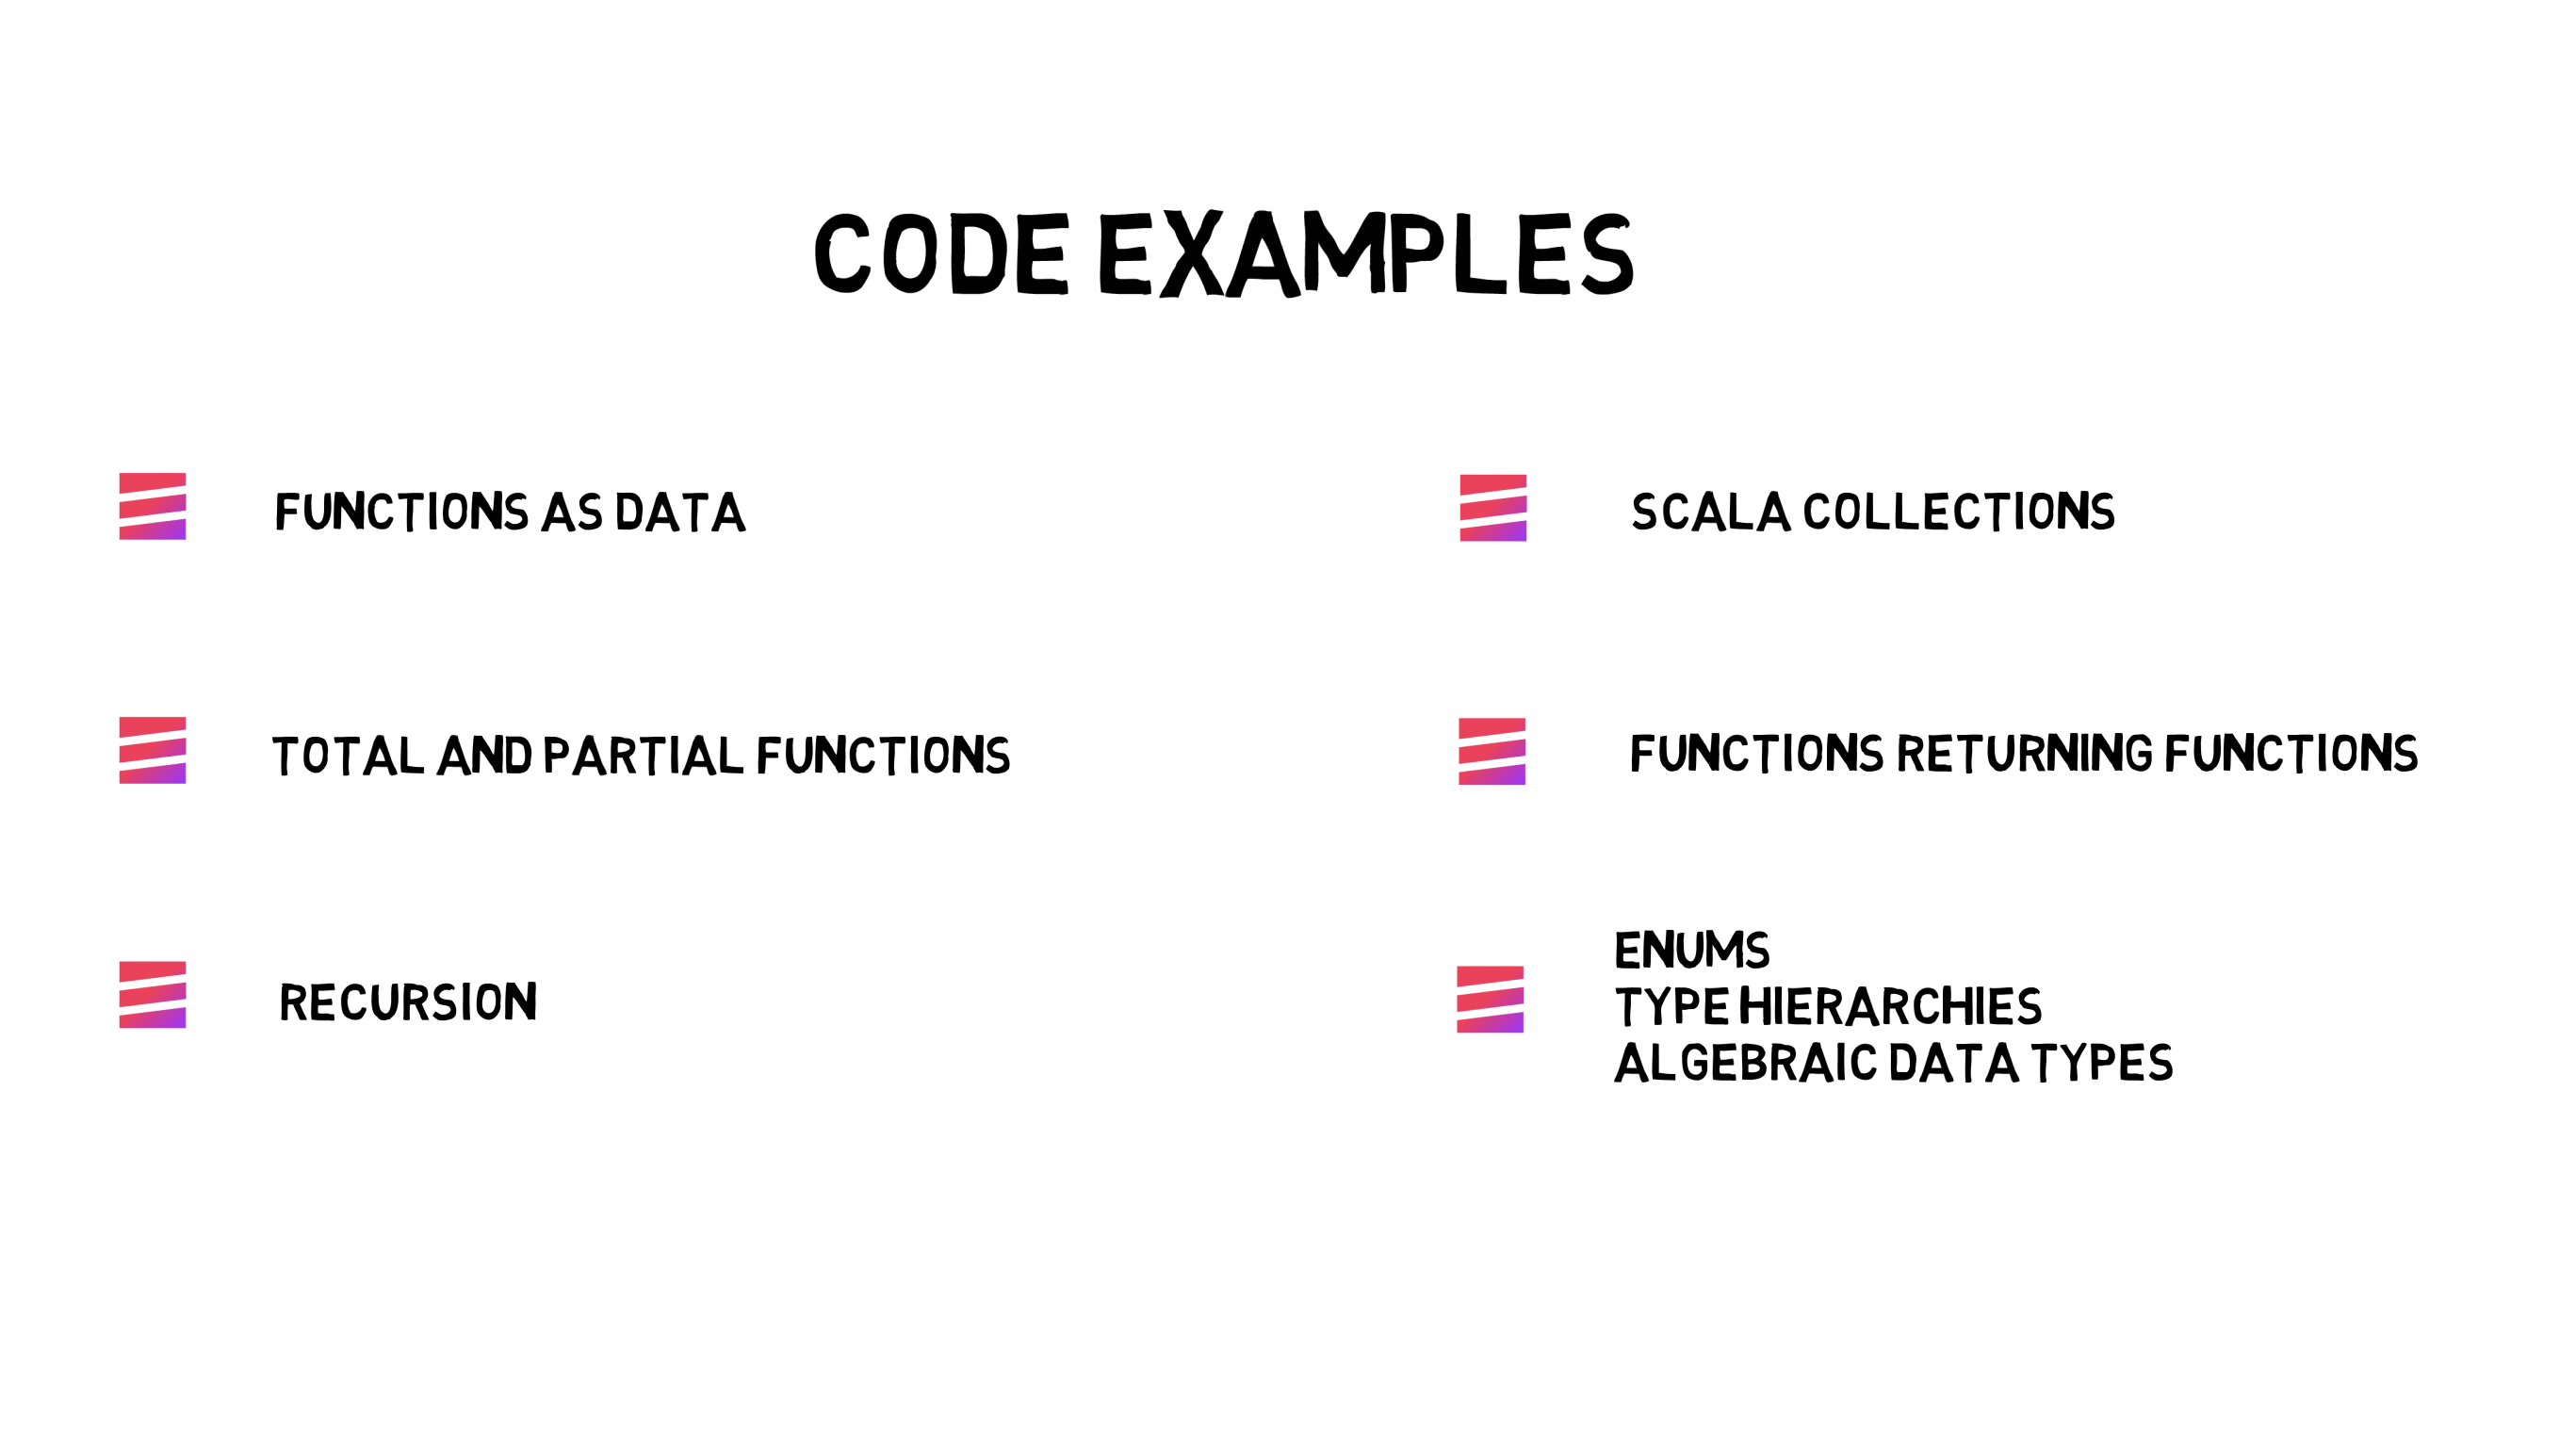 CODE EXAMPLES
FUNCTIONS AS DATA
TOTAL AND PARTIAL FUNCTIONS
RECURSION
SCALA COLLECTIONS
FUNCTIONS RETURNING FUNCTIONS
ENUMS
TYPE HIERARCHIES
ALGEBRAIC DATA TYPES